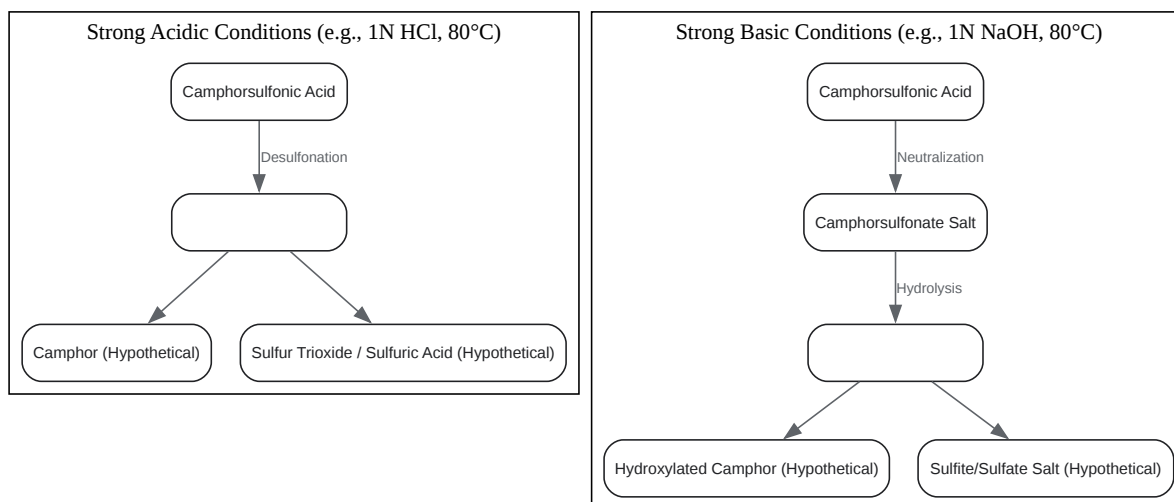 Strong Acidic Conditions (e.g., 1N HCl, 80°C)
Camphorsulfonic Acid
Desulfonation
Camphor (Hypothetical)
Sulfur Trioxide / Sulfuric Acid (Hypothetical)
Strong Basic Conditions (e.g., 1N NaOH, 80°C)
Camphorsulfonic Acid
Neutralization
Camphorsulfonate Salt
Hydrolysis
Hydroxylated Camphor (Hypothetical)
Sulfite/Sulfate Salt (Hypothetical)